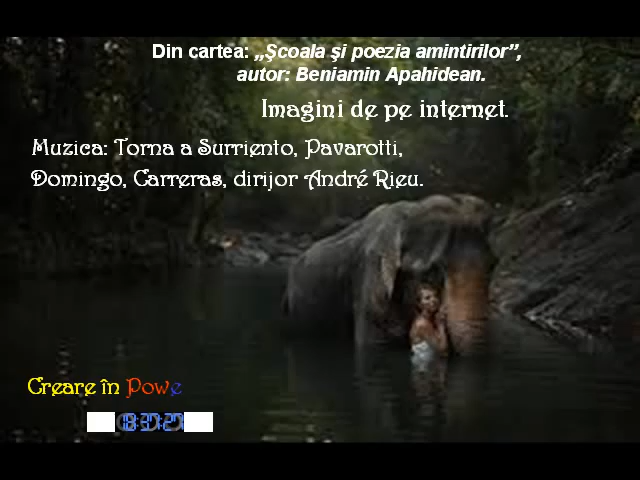 Din cartea: „Şcoala şi poezia amintirilor”,
autor: Beniamin Apahidean.
Imagini de pe internet.
Muzica: Torna a Surriento, Pavarotti,
Domingo, Carreras, dirijor André Rieu.
Creare în Powe